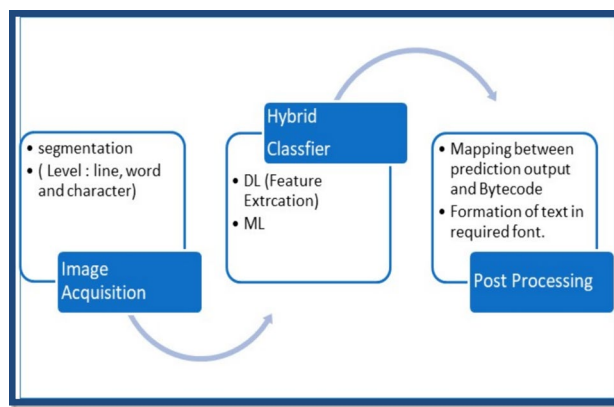 • segmentation
• ( Level : line, word
and character)
Image
Acquisition
Hybrid
Classfier
• DL (Feature
Extrcation)
• ML
• Mapping between
prediction output
and Bytecode
• Formation of text in
required font.
Post Processing